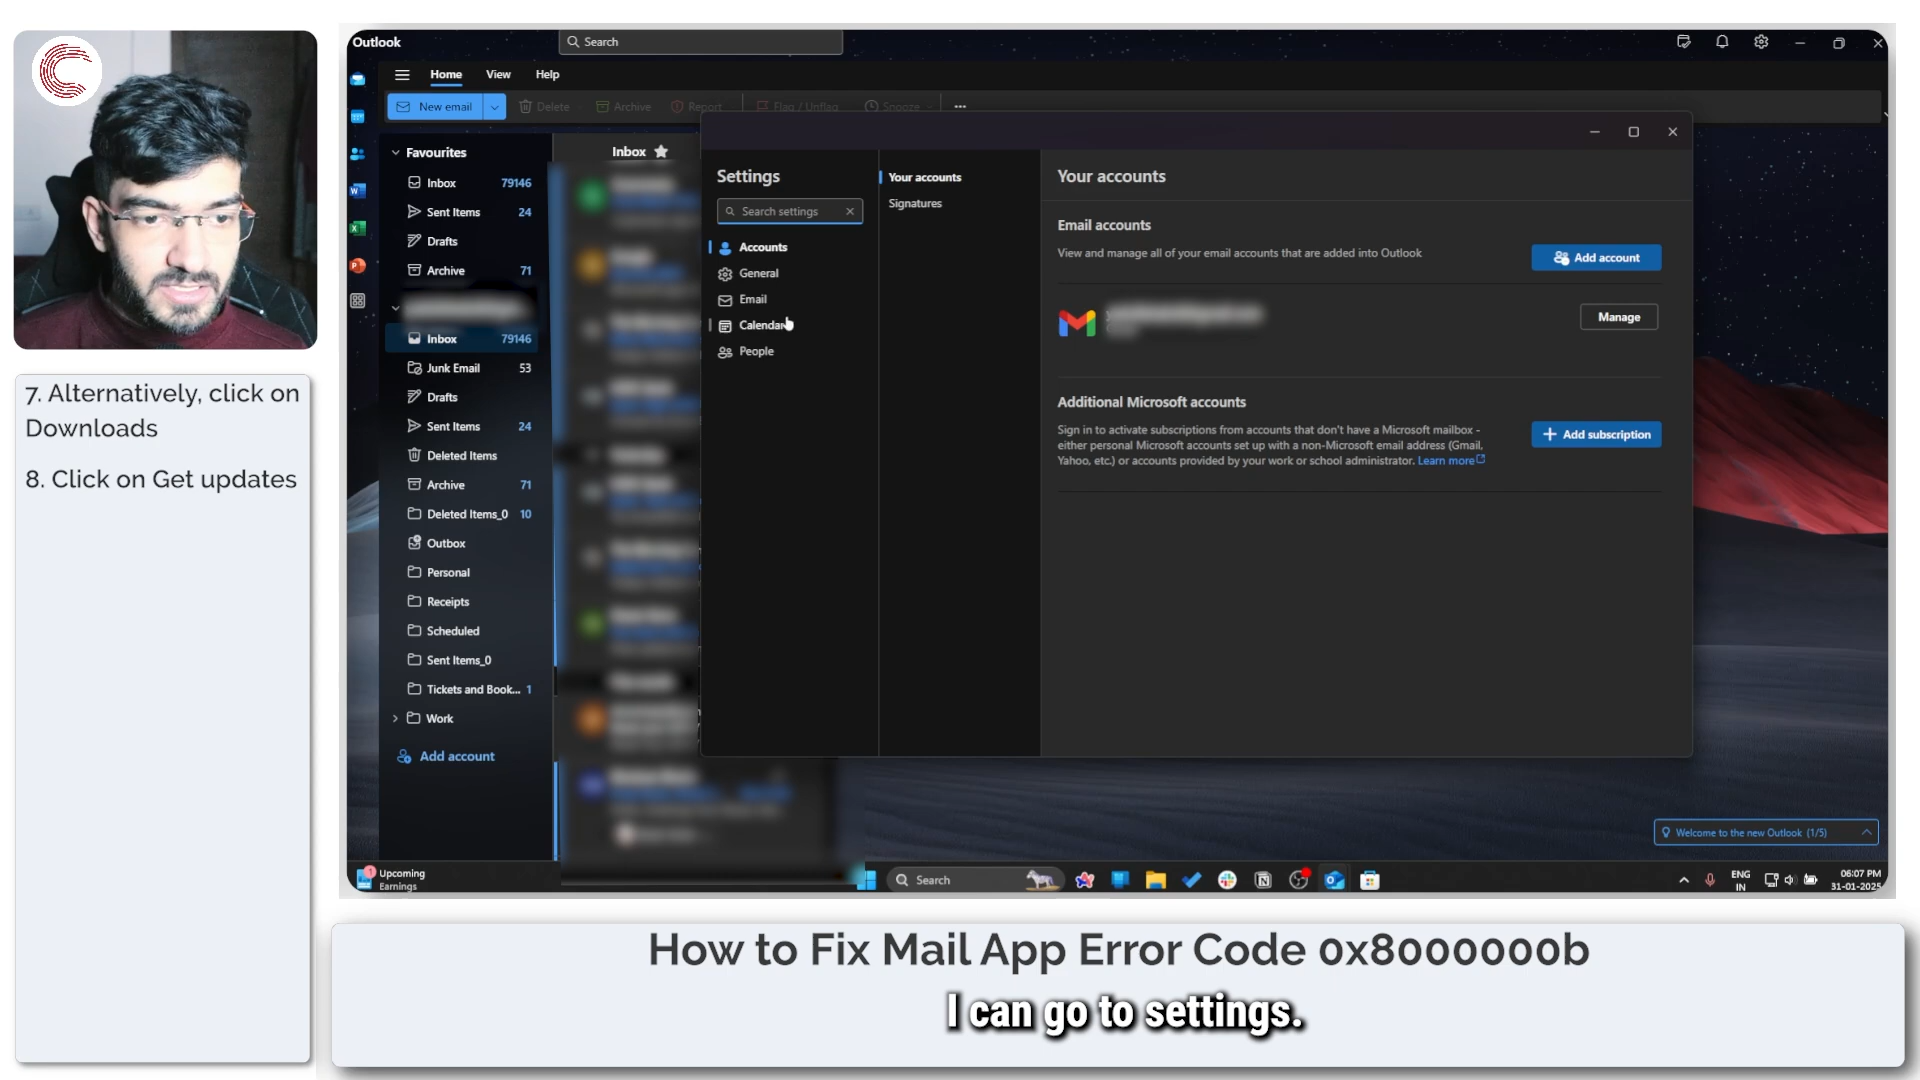 7. Alternatively, click on
Downloads
8. Click on Get updates
Outlook
Search
Home
View
Help
New email
Delete
Archive
Report
Flag / Unflag
Snooze
Favourites
Inbox 79146
Sent Items 24
Drafts
Archive 71
Inbox 79146
Junk Email 53
Drafts
Sent Items 24
Deleted Items
Archive 71
Deleted Items_0 10
Outbox
Personal
Receipts
Scheduled
Sent Items_0
Tickets and Book... 1
Work
Add account
Inbox
Settings
Search settings
Accounts
General
Email
Calendar
People
Your accounts
Signatures
Your accounts
Email accounts
View and manage all of your email accounts that are added into Outlook
Add account
Manage
Additional Microsoft accounts
Sign in to activate subscriptions from accounts that don't have a Microsoft mailbox -
either personal Microsoft accounts set up with a non-Microsoft email address (Gmail,
Yahoo, etc.) or accounts provided by your work or school administrator. Learn more
Add subscription
Welcome to the new Outlook (1/5)
1
Upcoming
Earnings
Search
ENG
IN
06:07 PM
31-01-2025
How to Fix Mail App Error Code 0x8000000b
I can go to settings.